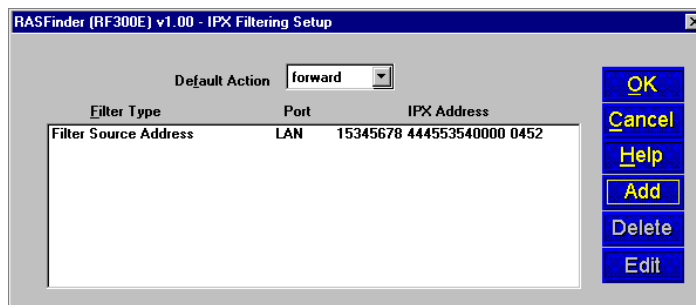 RASFinder (RF300E) v1.00 - IPX Filtering Setup
Default Action forward
Filter Type Port IPX Address
Filter Source Address LAN 15345678 444553540000 0452
OK
Cancel
Help
Add
Delete
Edit